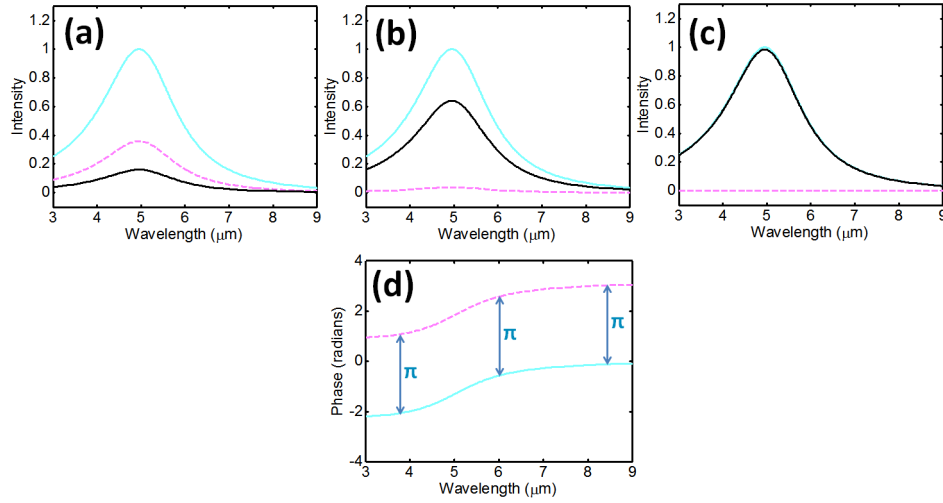 (a)
Intensity
1.2
1
0.8
0.6
0.4
0.2
0
3 4 5 6 7 8 9
Wavelength (μm)
(b)
Intensity
1.2
1
0.8
0.6
0.4
0.2
0
3 4 5 6 7 8 9
Wavelength (μm)
(c)
Intensity
1.2
1
0.8
0.6
0.4
0.2
0
3 4 5 6 7 8 9
Wavelength (μm)
(d)
Phase (radians)
4
2
0
-2
-4
π
π
π
3 4 5 6 7 8 9
Wavelength (μm)